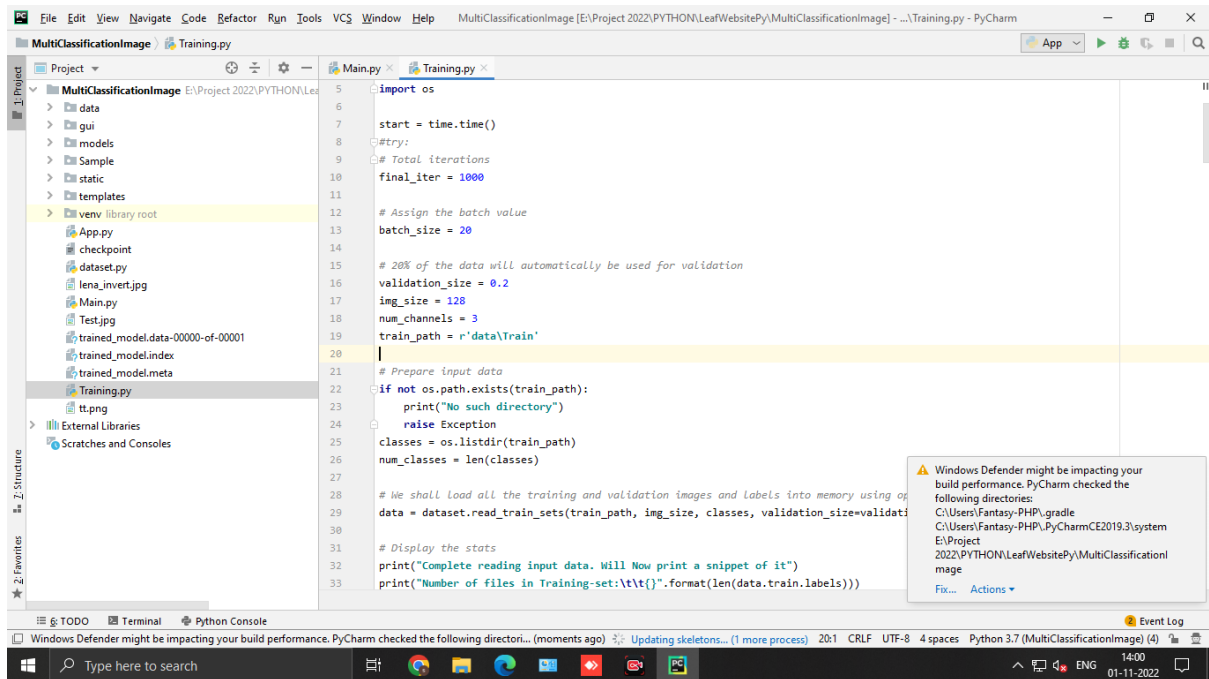 File Edit View Navigate Code Refactor Run Tools VCS Window Help MultiClassificationImage [E:\Project 2022\PYTHON\LeafWebsitePy\MultiClassificationImage] - ...\Training.py - PyCharm
MultiClassificationImage Training.py App
Project
Main.py Training.py
1: Project
MultiClassificationImage E:\Project 2022\PYTHON\Lea
data
gui
models
Sample
static
templates
venv library root
App.py
checkpoint
dataset.py
lena_invert.jpg
Main.py
Test.jpg
trained_model.data-00000-of-00001
trained_model.index
trained_model.meta
Training.py
tt.png
External Libraries
Scratches and Consoles
Z: Structure
2: Favorites
5 import os
6
7 start = time.time()
8 #try:
9 # Total iterations
10 final_iter = 1000
11
12 # Assign the batch value
13 batch_size = 20
14
15 # 20% of the data will automatically be used for validation
16 validation_size = 0.2
17 img_size = 128
18 num_channels = 3
19 train_path = r'data\Train'
20
21 # Prepare input data
22 if not os.path.exists(train_path):
23 print("No such directory")
24 raise Exception
25 classes = os.listdir(train_path)
26 num_classes = len(classes)
27
28 # We shall load all the training and validation images and labels into memory using op
29 data = dataset.read_train_sets(train_path, img_size, classes, validation_size=validati
30
31 # Display the stats
32 print("Complete reading input data. Will Now print a snippet of it")
33 print("Number of files in Training-set:\t\t{}".format(len(data.train.labels)))
Windows Defender might be impacting your
build performance. PyCharm checked the
following directories:
C:\Users\Fantasy-PHP\.gradle
C:\Users\Fantasy-PHP\.PyCharmCE2019.3\system
E:\Project
2022\PYTHON\LeafWebsitePy\MultiClassificationI
mage
Fix... Actions
6: TODO Terminal Python Console 2 Event Log
Windows Defender might be impacting your build performance. PyCharm checked the following directori... (moments ago) Updating skeletons... (1 more process) 20:1 CRLF UTF-8 4 spaces Python 3.7 (MultiClassificationImage) (4)
Type here to search
ENG
14:00
01-11-2022